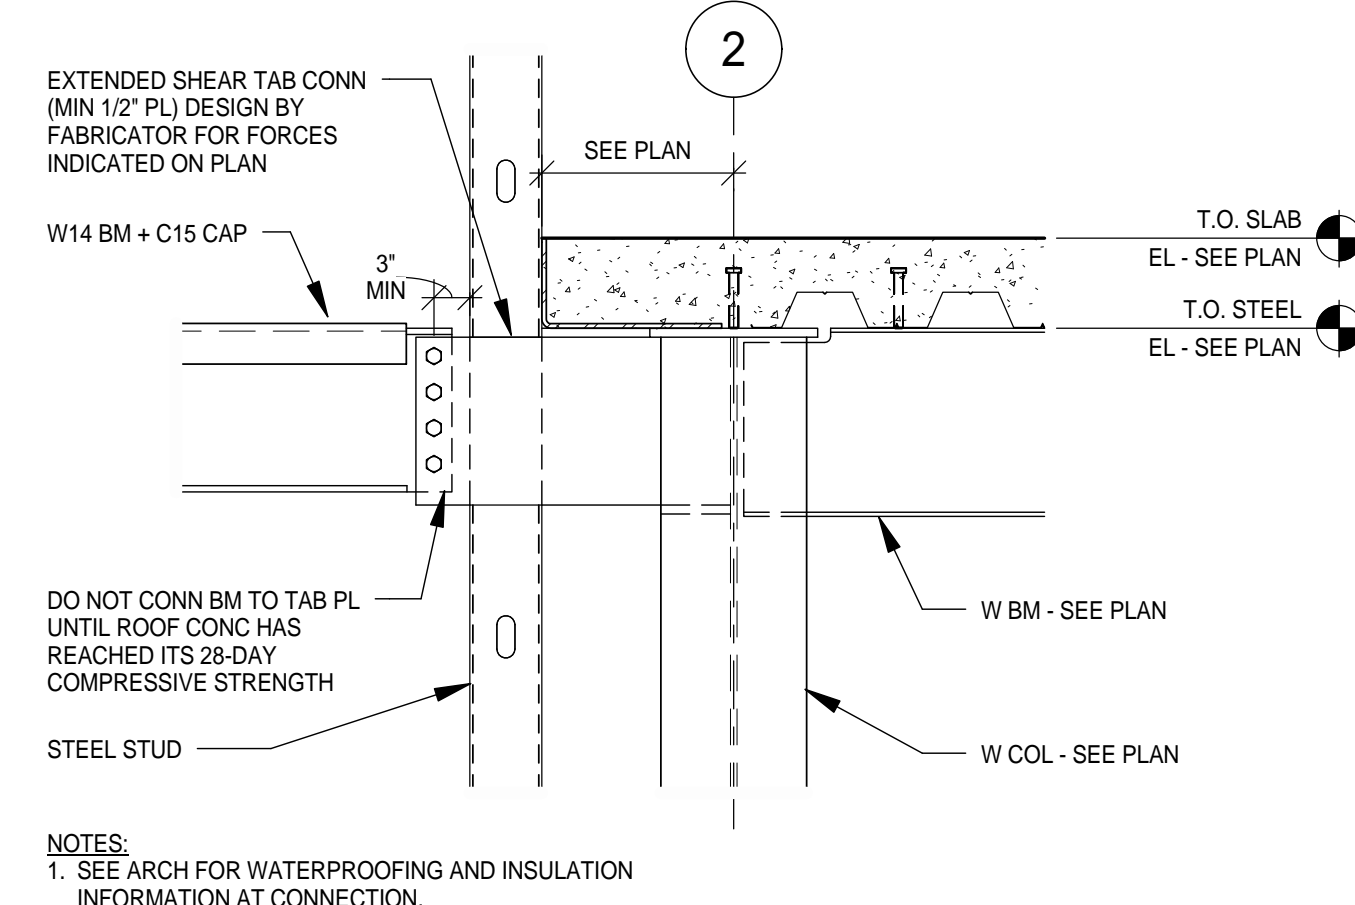 2
EXTENDED SHEAR TAB CONN
(MIN 1/2" PL) DESIGN BY
FABRICATOR FOR FORCES
INDICATED ON PLAN
SEE PLAN
W14 BM + C15 CAP
3"
MIN
T.O. SLAB
EL - SEE PLAN
T.O. STEEL
EL - SEE PLAN
DO NOT CONN BM TO TAB PL
UNTIL ROOF CONC HAS
REACHED ITS 28-DAY
COMPRESSIVE STRENGTH
W BM - SEE PLAN
STEEL STUD
W COL - SEE PLAN
NOTES:
1. SEE ARCH FOR WATERPROOFING AND INSULATION
INFORMATION AT CONNECTION.